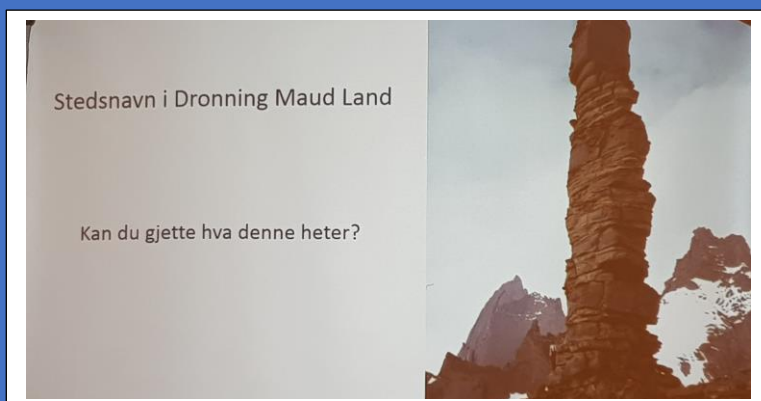 Stedsnavn i Dronning Maud Land
Kan du gjette hva denne heter?